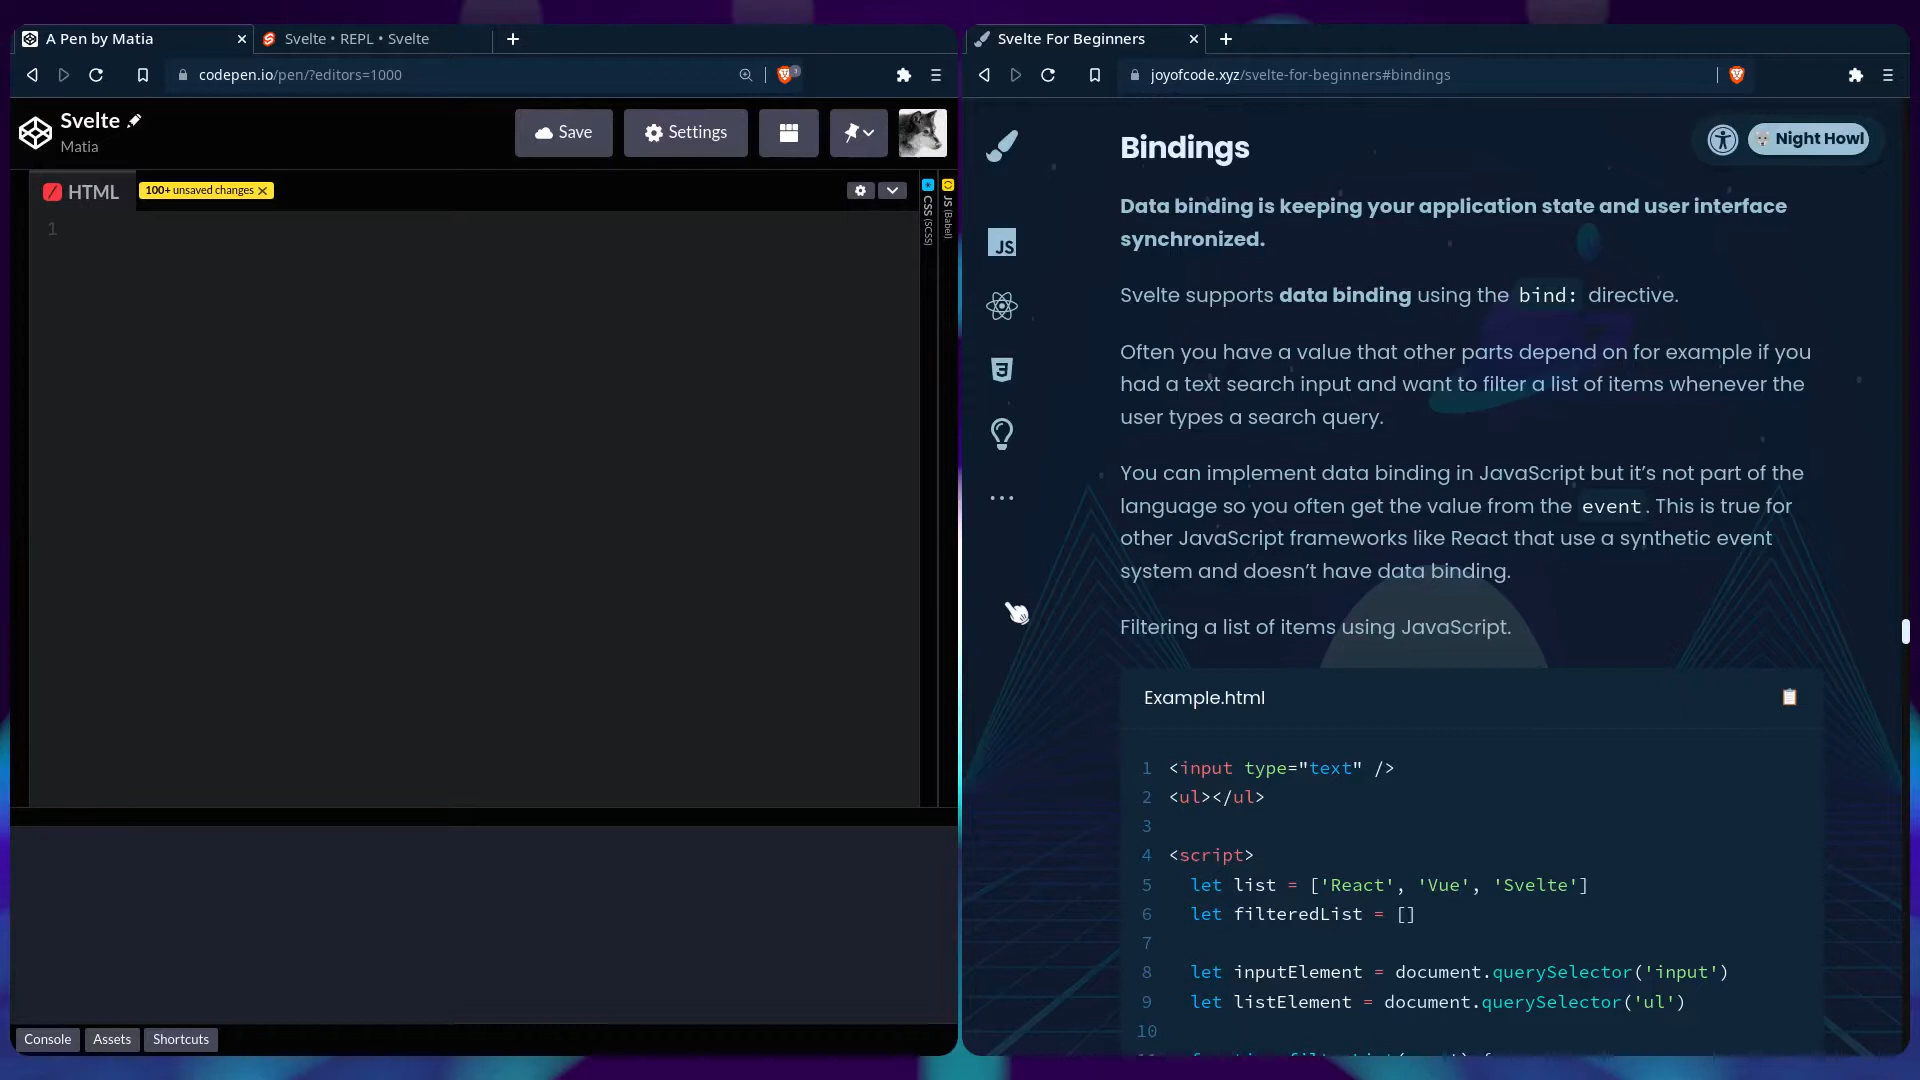 A Pen by Matia
Svelte • REPL • Svelte
codepen.io/pen/?editors=1000
3
Svelte
Matia
Save
Settings
HTML
100+ unsaved changes
CSS (SCSS)
JS (Babel)
1
Console
Assets
Shortcuts
Svelte For Beginners
joyofcode.xyz/svelte-for-beginners#bindings
Night Howl
JS
Bindings
Data binding is keeping your application state and user interface
synchronized.
Svelte supports data binding using the bind: directive.
Often you have a value that other parts depend on for example if you
had a text search input and want to filter a list of items whenever the
user types a search query.
You can implement data binding in JavaScript but it’s not part of the
language so you often get the value from the event. This is true for
other JavaScript frameworks like React that use a synthetic event
system and doesn’t have data binding.
Filtering a list of items using JavaScript.
Example.html
1 <input type="text" />
2 <ul></ul>
3
4 <script>
5 let list = ['React', 'Vue', 'Svelte']
6 let filteredList = []
7
8 let inputElement = document.querySelector('input')
9 let listElement = document.querySelector('ul')
10